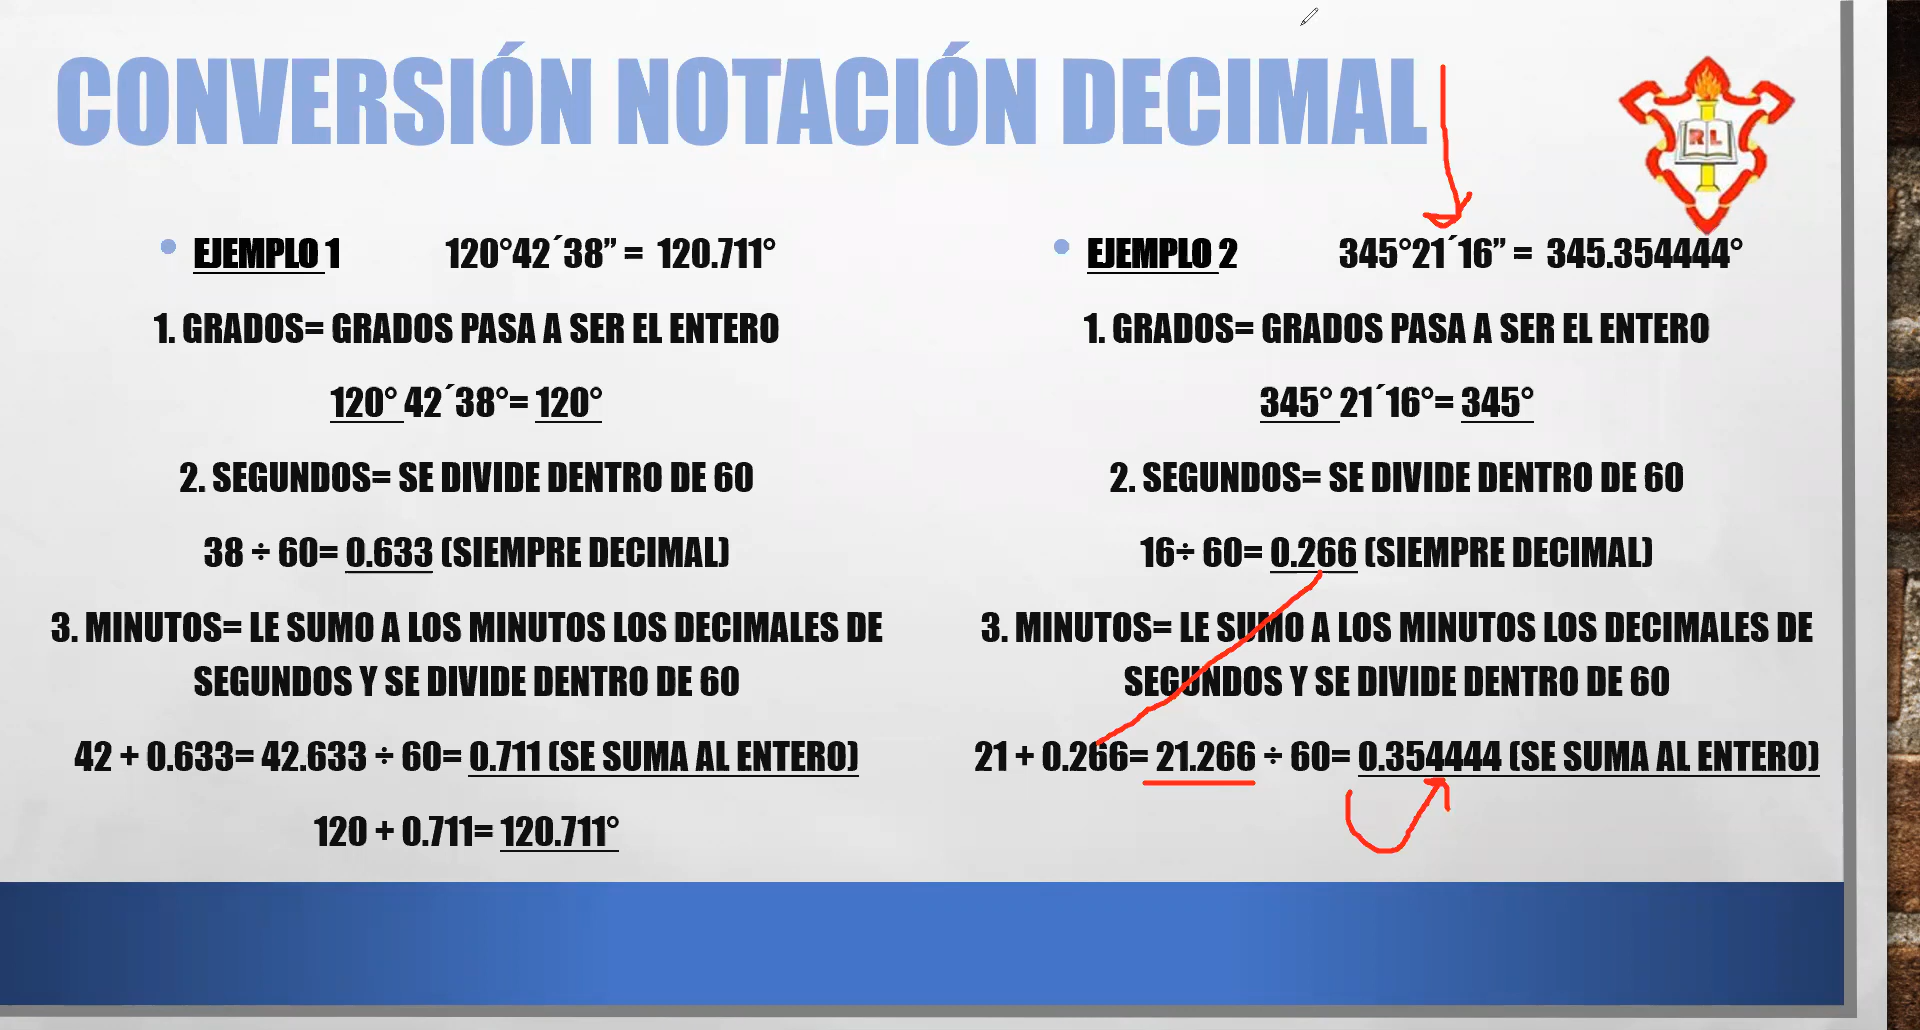 CONVERSIÓN NOTACIÓN DECIMAL
RL
EJEMPLO 1 120°42´38” = 120.711°
1. GRADOS= GRADOS PASA A SER EL ENTERO
120° 42´38°= 120°
2. SEGUNDOS= SE DIVIDE DENTRO DE 60
38 ÷ 60= 0.633 (SIEMPRE DECIMAL)
3. MINUTOS= LE SUMO A LOS MINUTOS LOS DECIMALES DE
SEGUNDOS Y SE DIVIDE DENTRO DE 60
42 + 0.633= 42.633 ÷ 60= 0.711 (SE SUMA AL ENTERO)
120 + 0.711= 120.711°
EJEMPLO 2 345°21´16” = 345.354444°
1. GRADOS= GRADOS PASA A SER EL ENTERO
345° 21´16°= 345°
2. SEGUNDOS= SE DIVIDE DENTRO DE 60
16÷ 60= 0.266 (SIEMPRE DECIMAL)
3. MINUTOS= LE SUMO A LOS MINUTOS LOS DECIMALES DE
SEGUNDOS Y SE DIVIDE DENTRO DE 60
21 + 0.266= 21.266 ÷ 60= 0.354444 (SE SUMA AL ENTERO)